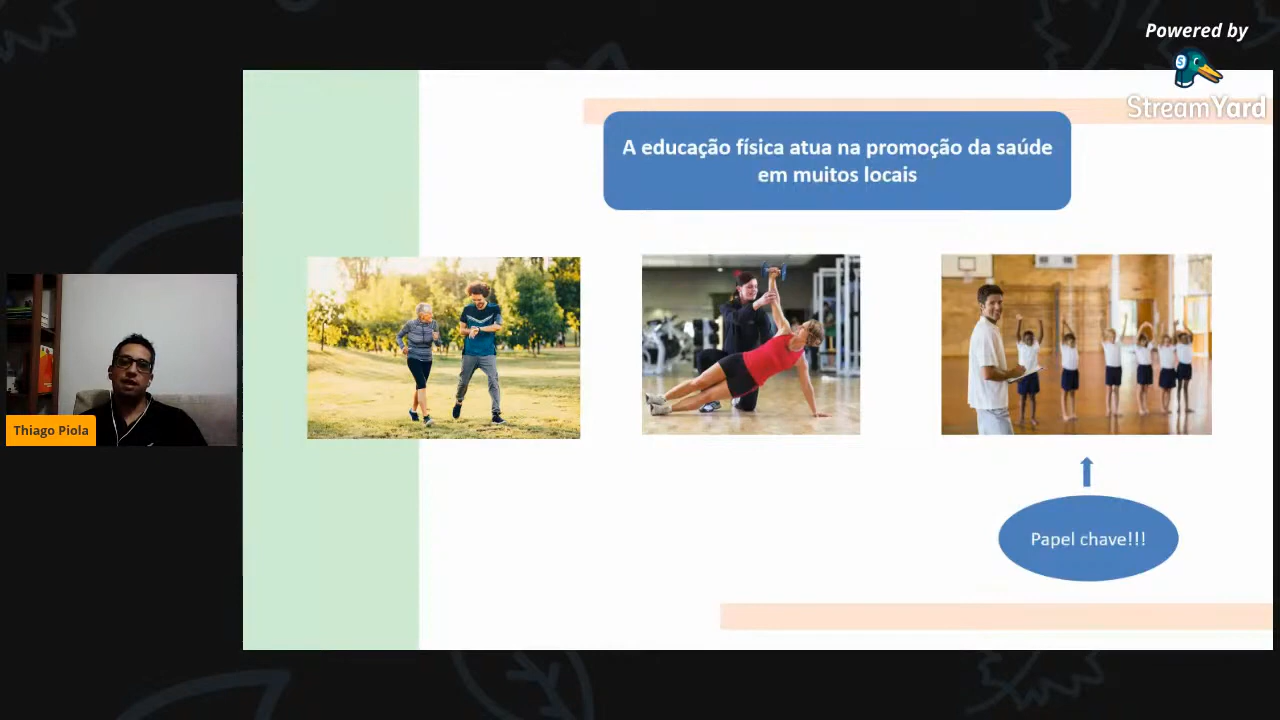 Powered by
StreamYard
A educação física atua na promoção da saúde
em muitos locais
Thiago Piola
Papel chave!!!